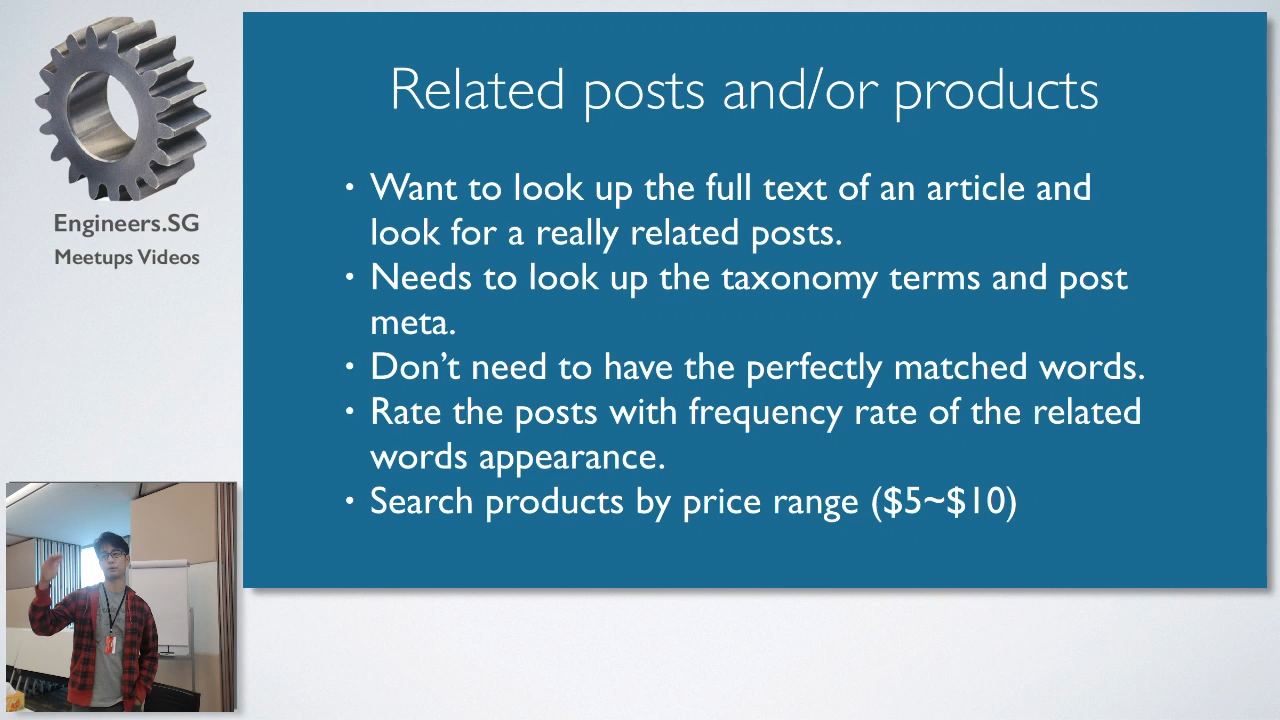 Engineers.SG
Meetups Videos
Related posts and/or products
• Want to look up the full text of an article and
look for a really related posts.
• Needs to look up the taxonomy terms and post
meta.
• Don't need to have the perfectly matched words.
• Rate the posts with frequency rate of the related
words appearance.
• Search products by price range ($5~$10)